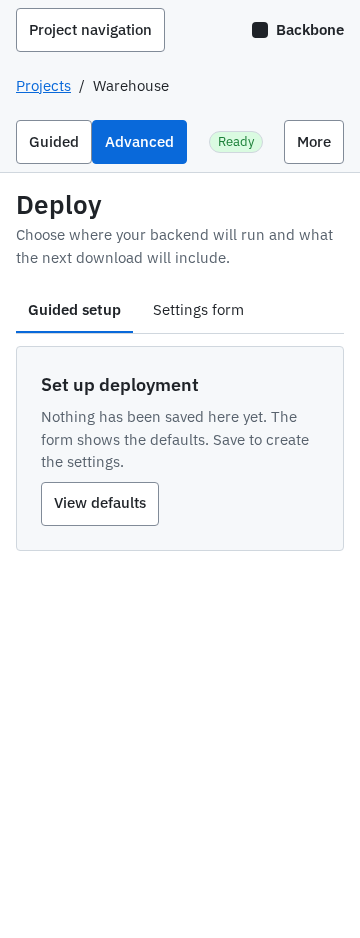 Project navigation
Backbone
Projects / Warehouse
Guided
Advanced
Ready
More
Deploy
Choose where your backend will run and what
the next download will include.
Guided setup
Settings form
Set up deployment
Nothing has been saved here yet. The
form shows the defaults. Save to create
the settings.
View defaults